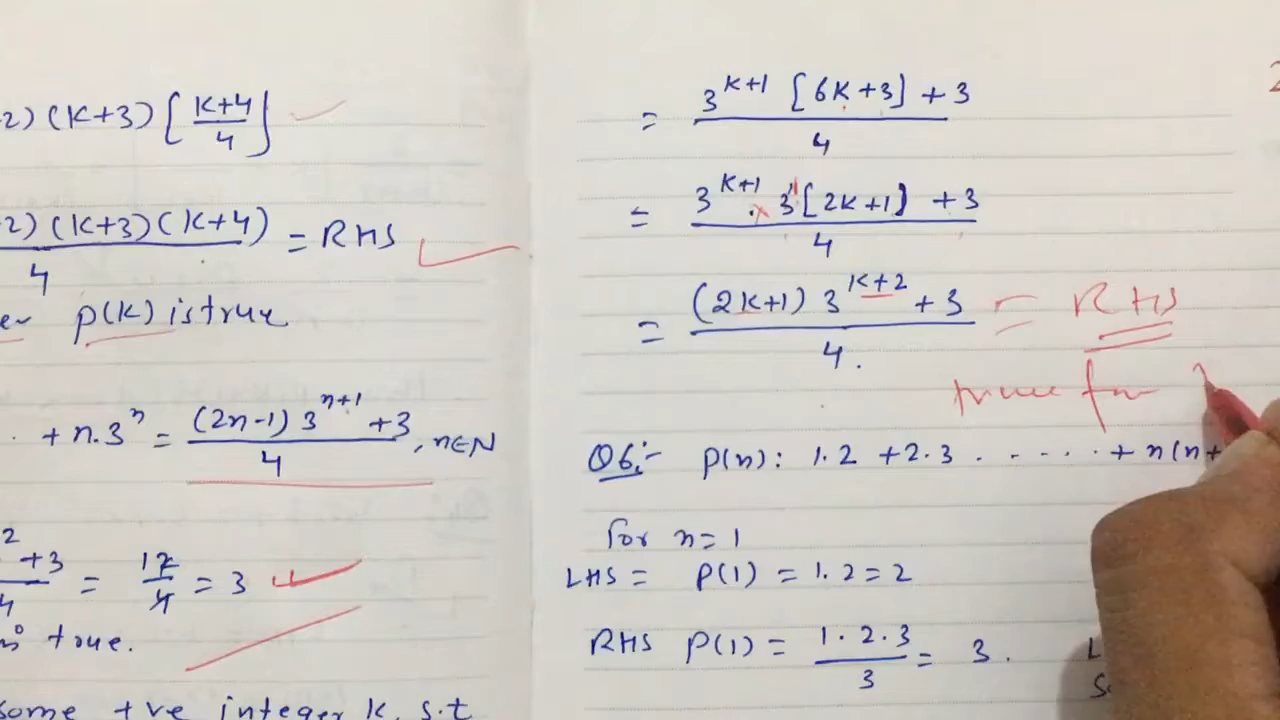 2) (k+3) [k+4/4]
2) (k+3) (k+4) / 4 = RHS
p(k) is true
. + n.3^n = (2n-1) 3^(n+1) +3 / 4 , n∈N
2 +3 / 4 = 12/4 = 3
true.
some +ve integer k s.t
= 3^(k+1) [6k+3] + 3 / 4
= 3^(k+1) . 3^1 [2k+1] + 3 / 4
= (2k+1) 3^(k+2) + 3 / 4. = RHS
true for
Q6:- p(n): 1.2 + 2.3 . - . . . . + n(n+
For n=1
LHS = p(1) = 1.2 = 2
RHS p(1) = 1.2.3 / 3 = 3.